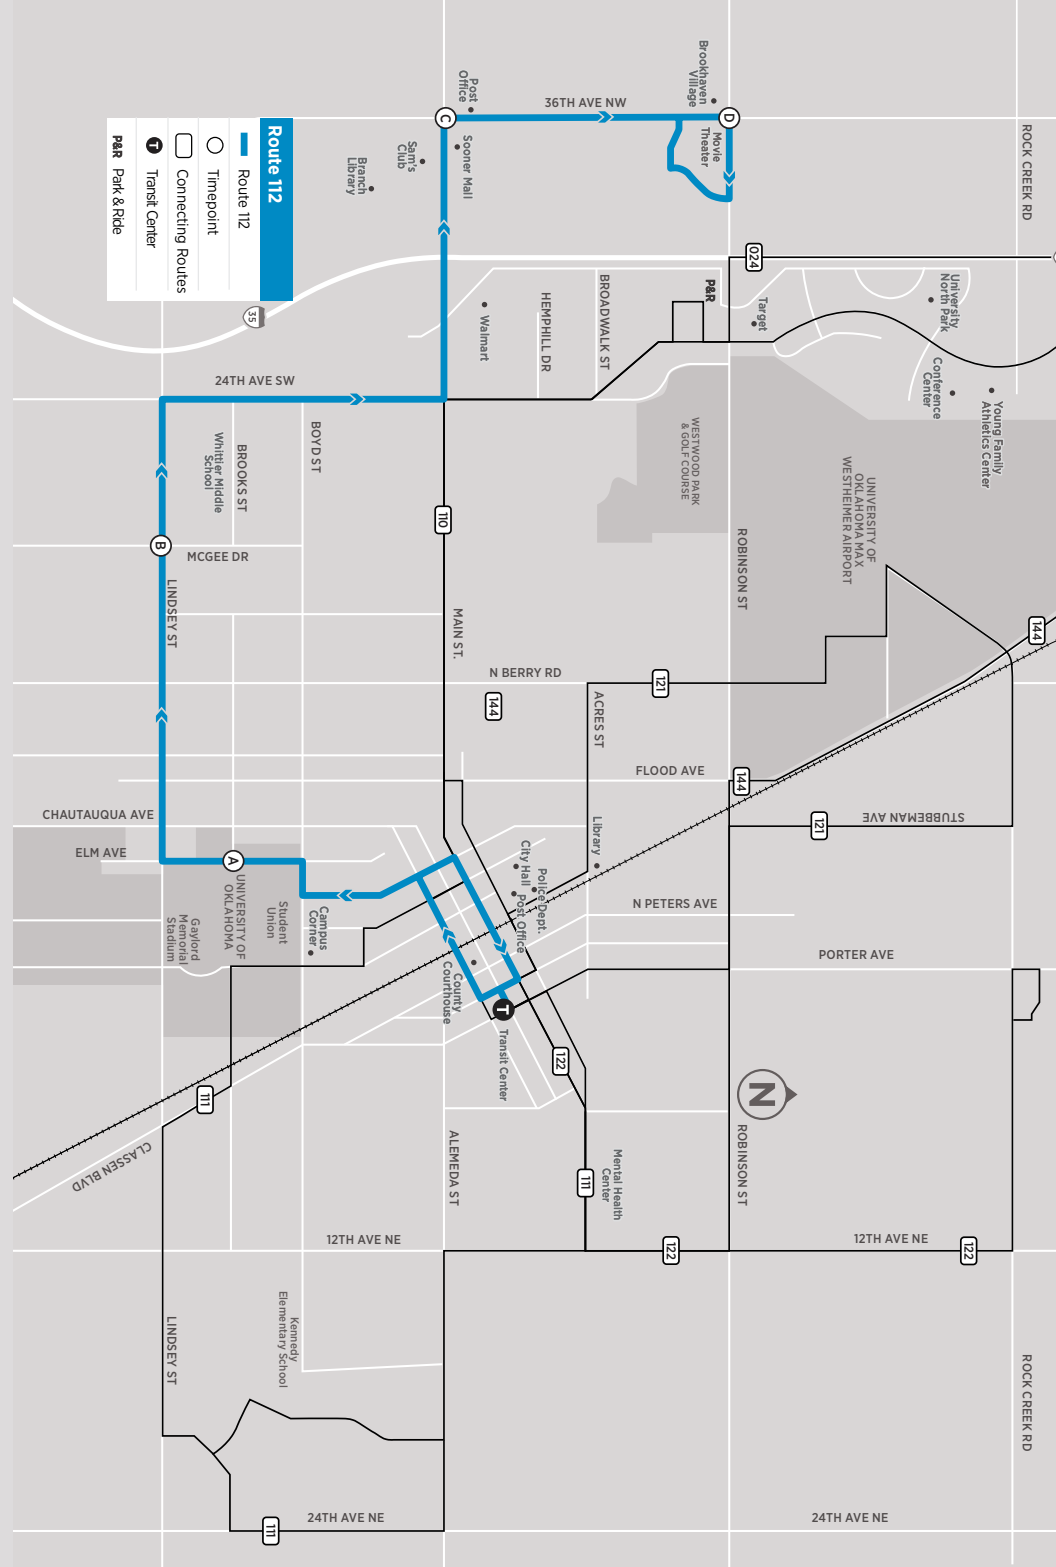 Route 112
Route 112
Timepoint
Connecting Routes
T
Transit Center
P&R
Park & Ride
Brookhaven
Village
Post
Office
36TH AVE NW
C
D
Movie
Theater
Sooner Mall
Sam's
Club
Branch
Library
ROCK CREEK RD
024
P&R
Target
University
North Park
BROADWALK ST
HEMPHILL DR
Walmart
35
24TH AVE SW
Conference
Center
Young Family
Athletics Center
BOYD ST
BROOKS ST
Whittier Middle
School
WESTWOOD PARK
& GOLF COURSE
UNIVERSITY OF
OKLAHOMA MAX
WESTHEIMER AIRPORT
110
B
MCGEE DR
LINDSEY ST
MAIN ST.
ROBINSON ST
144
N BERRY RD
121
144
ACRES ST
FLOOD AVE
144
CHAUTAUQUA AVE
121
STUBBEMAN AVE
ELM AVE
A
Library
City Hall
Police Dept.
Post Office
N PETERS AVE
UNIVERSITY OF
OKLAHOMA
Student
Union
Campus
Corner
Gaylord
Memorial
Stadium
PORTER AVE
County
Courthouse
T
Transit Center
122
N
111
CLASSEN BLVD
ALEMEDA ST
Mental Health
Center
111
ROBINSON ST
12TH AVE NE
122
12TH AVE NE
122
Kennedy
Elementary School
LINDSEY ST
ROCK CREEK RD
24TH AVE NE
111
24TH AVE NE